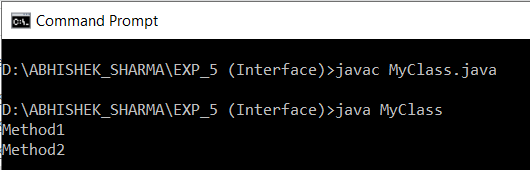 Command Prompt
D:\ABHISHEK_SHARMA\EXP_5 (Interface)>javac MyClass.java
D:\ABHISHEK_SHARMA\EXP_5 (Interface)>java MyClass
Method1
Method2